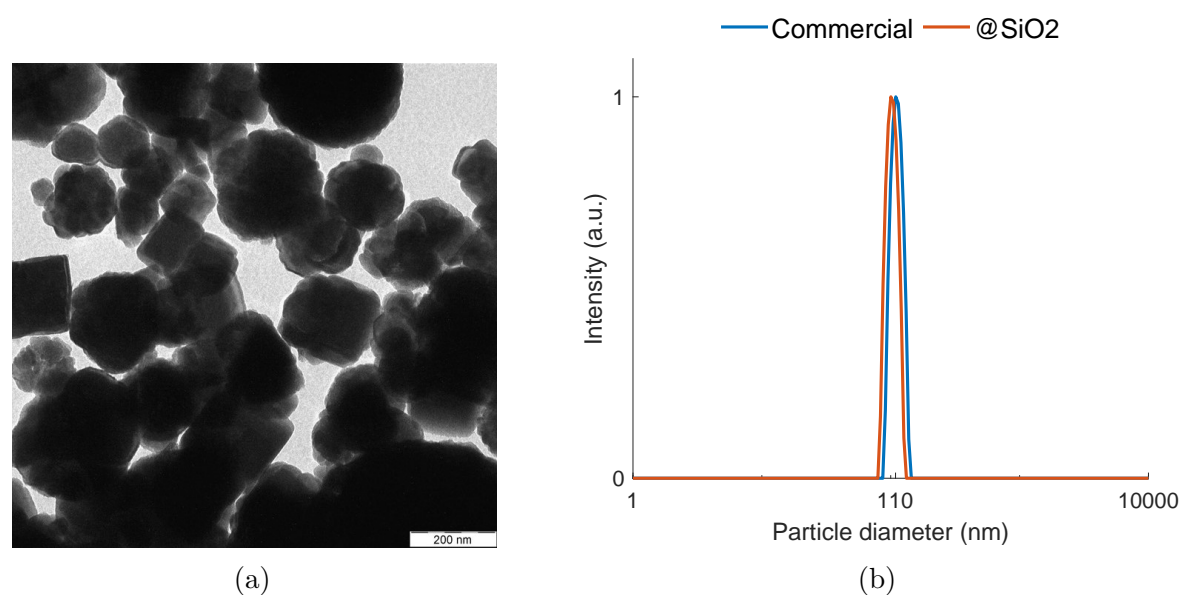 200 nm
(a)
Commercial
@SiO2
1
0
Intensity (a.u.)
1
110
10000
Particle diameter (nm)
(b)